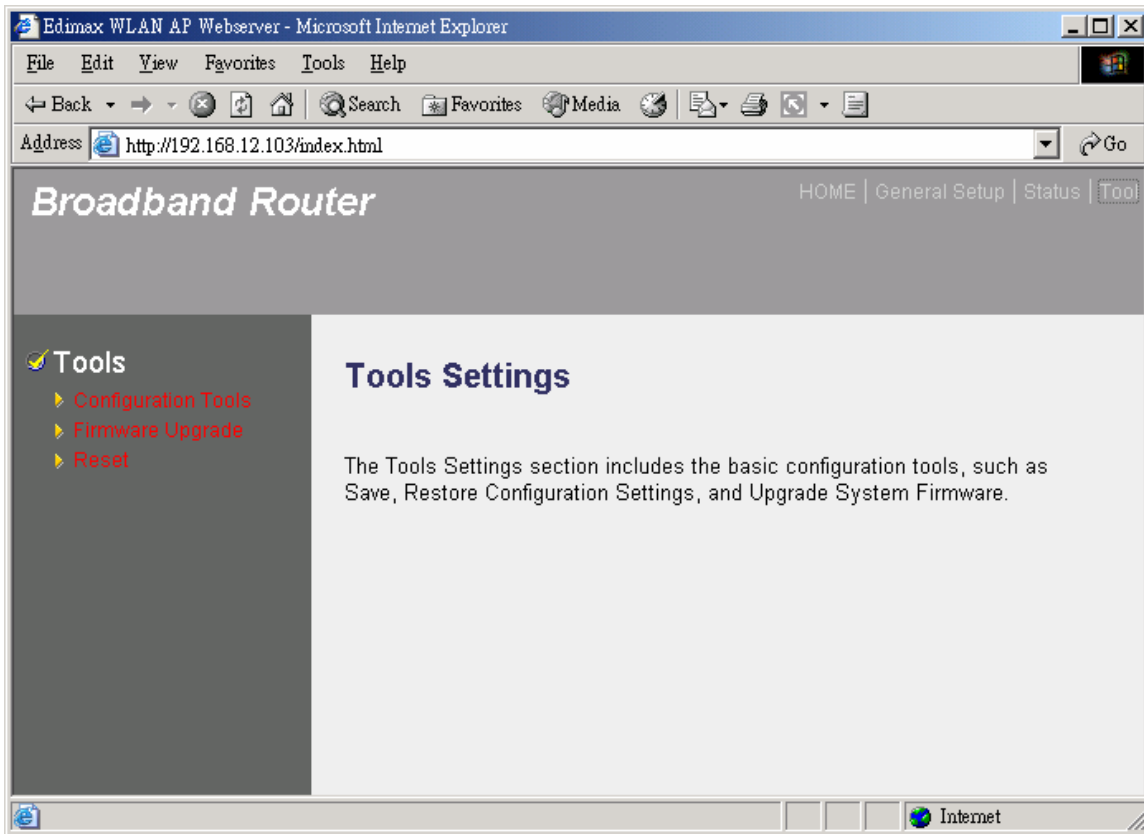 Edimax WLAN AP Webserver - Microsoft Internet Explorer
File Edit View Favorites Tools Help
Back Search Favorites Media
Address http://192.168.12.103/index.html Go
Broadband Router
HOME | General Setup | Status | Tool
Tools
Configuration Tools
Firmware Upgrade
Reset
Tools Settings
The Tools Settings section includes the basic configuration tools, such as
Save, Restore Configuration Settings, and Upgrade System Firmware.
Internet